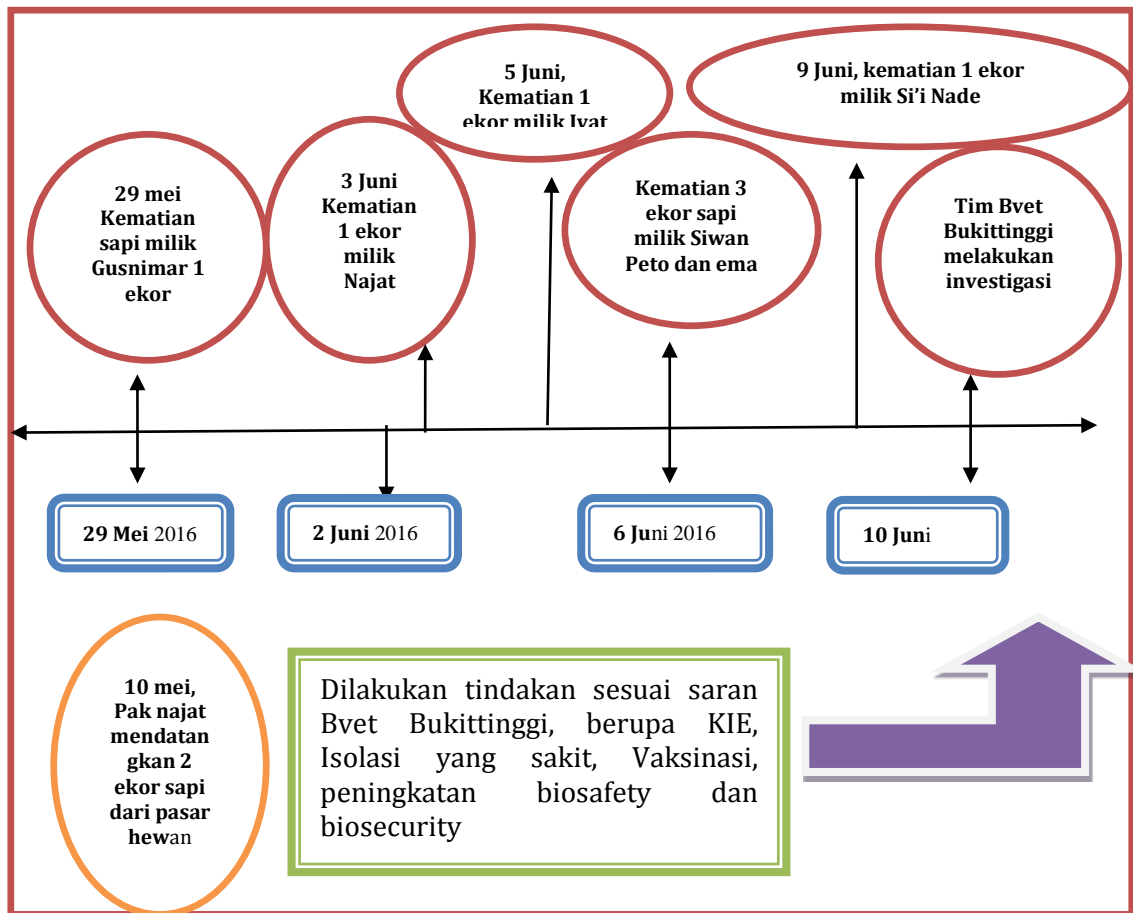 5 Juni,
Kematian 1
ekor milik Iyat
9 Juni, kematian 1 ekor
milik Si’i Nade
29 mei
Kematian
sapi milik
Gusnimar 1
ekor
3 Juni
Kematian
1 ekor
milik
Najat
Kematian 3
ekor sapi
milik Siwan
Peto dan ema
Tim Bvet
Bukittinggi
melakukan
investigasi
29 Mei 2016
2 Juni 2016
6 Juni 2016
10 Juni
10 mei,
Pak najat
mendatan
gkan 2
ekor sapi
dari pasar
hewan
Dilakukan tindakan sesuai saran
Bvet Bukittinggi, berupa KIE,
Isolasi yang sakit, Vaksinasi,
peningkatan biosafety dan
biosecurity